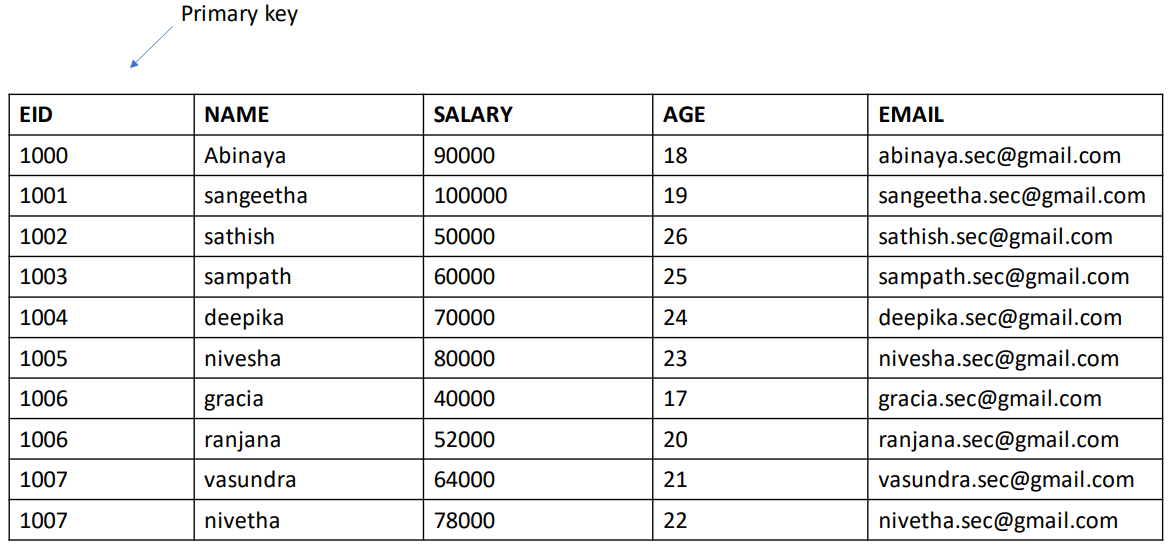 Primary key
EID NAME SALARY AGE EMAIL
1000 Abinaya 90000 18 abinaya.sec@gmail.com
1001 sangeetha 100000 19 sangeetha.sec@gmail.com
1002 sathish 50000 26 sathish.sec@gmail.com
1003 sampath 60000 25 sampath.sec@gmail.com
1004 deepika 70000 24 deepika.sec@gmail.com
1005 nivesha 80000 23 nivesha.sec@gmail.com
1006 gracia 40000 17 gracia.sec@gmail.com
1006 ranjana 52000 20 ranjana.sec@gmail.com
1007 vasundra 64000 21 vasundra.sec@gmail.com
1007 nivetha 78000 22 nivetha.sec@gmail.com